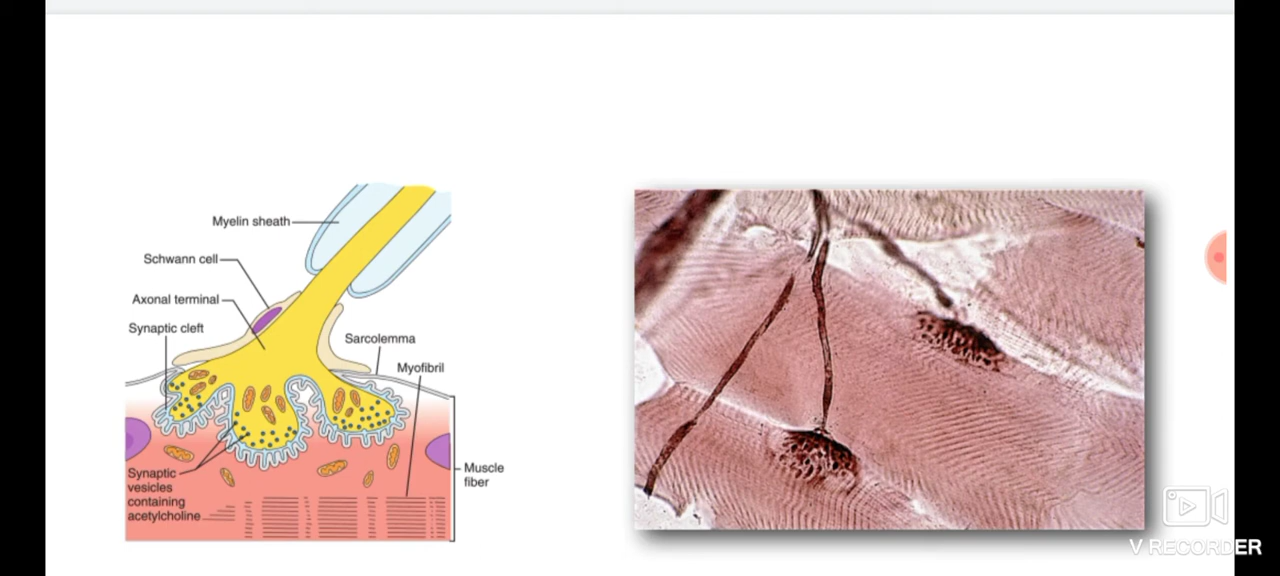 Myelin sheath
Schwann cell
Axonal terminal
Synaptic cleft
Sarcolemma
Myofibril
Muscle
fiber
Synaptic
vesicles
containing
acetylcholine
V RECORDER